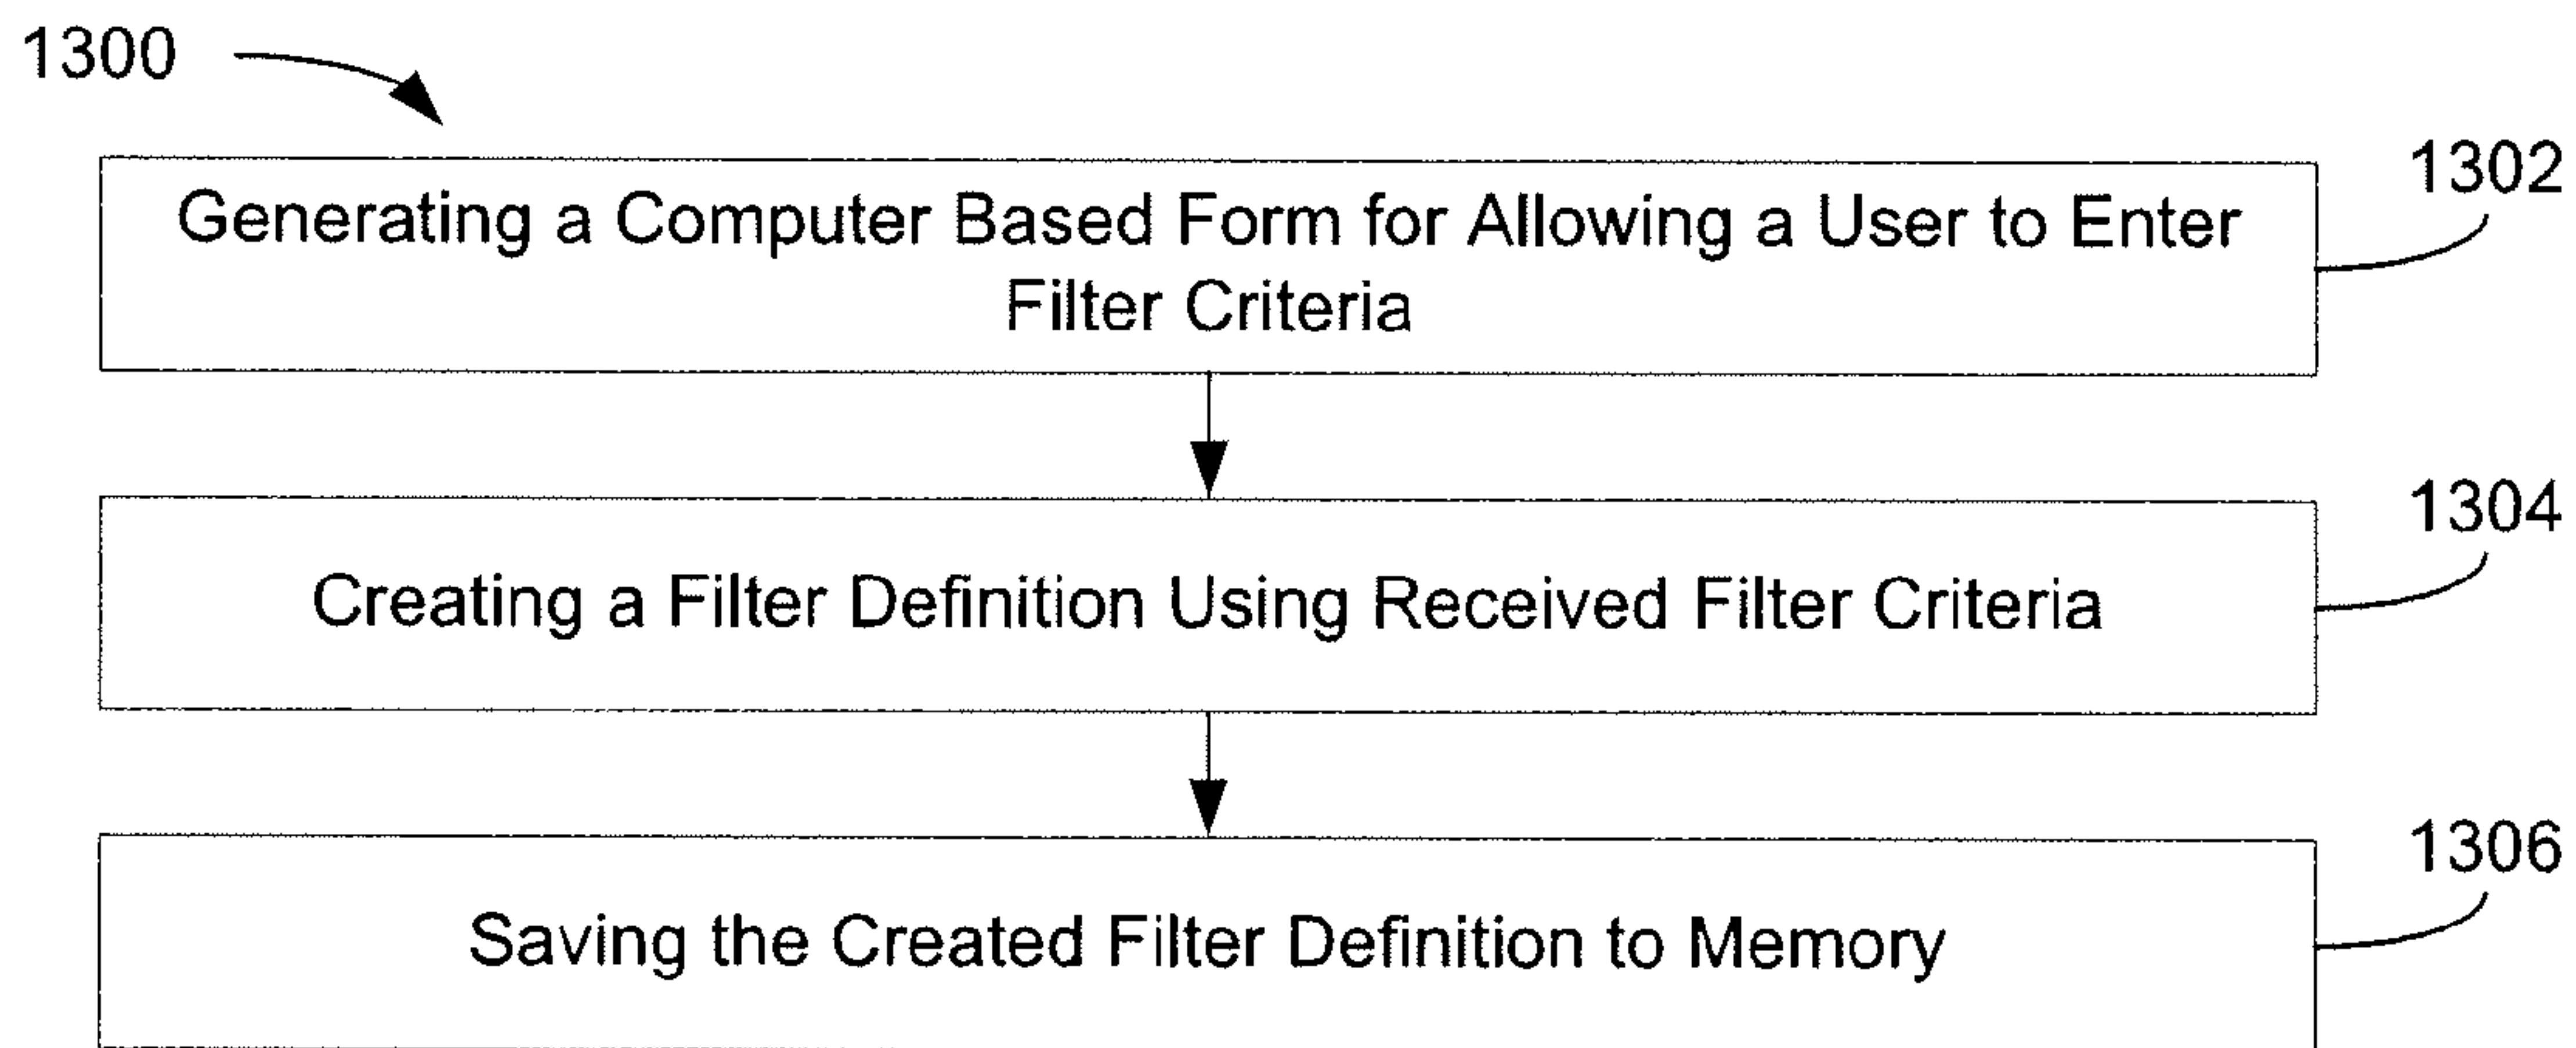 1300
1302
Generating a Computer Based Form for Allowing a User to Enter
Filter Criteria
1304
Creating a Filter Definition Using Received Filter Criteria
1306
Saving the Created Filter Definition to Memory